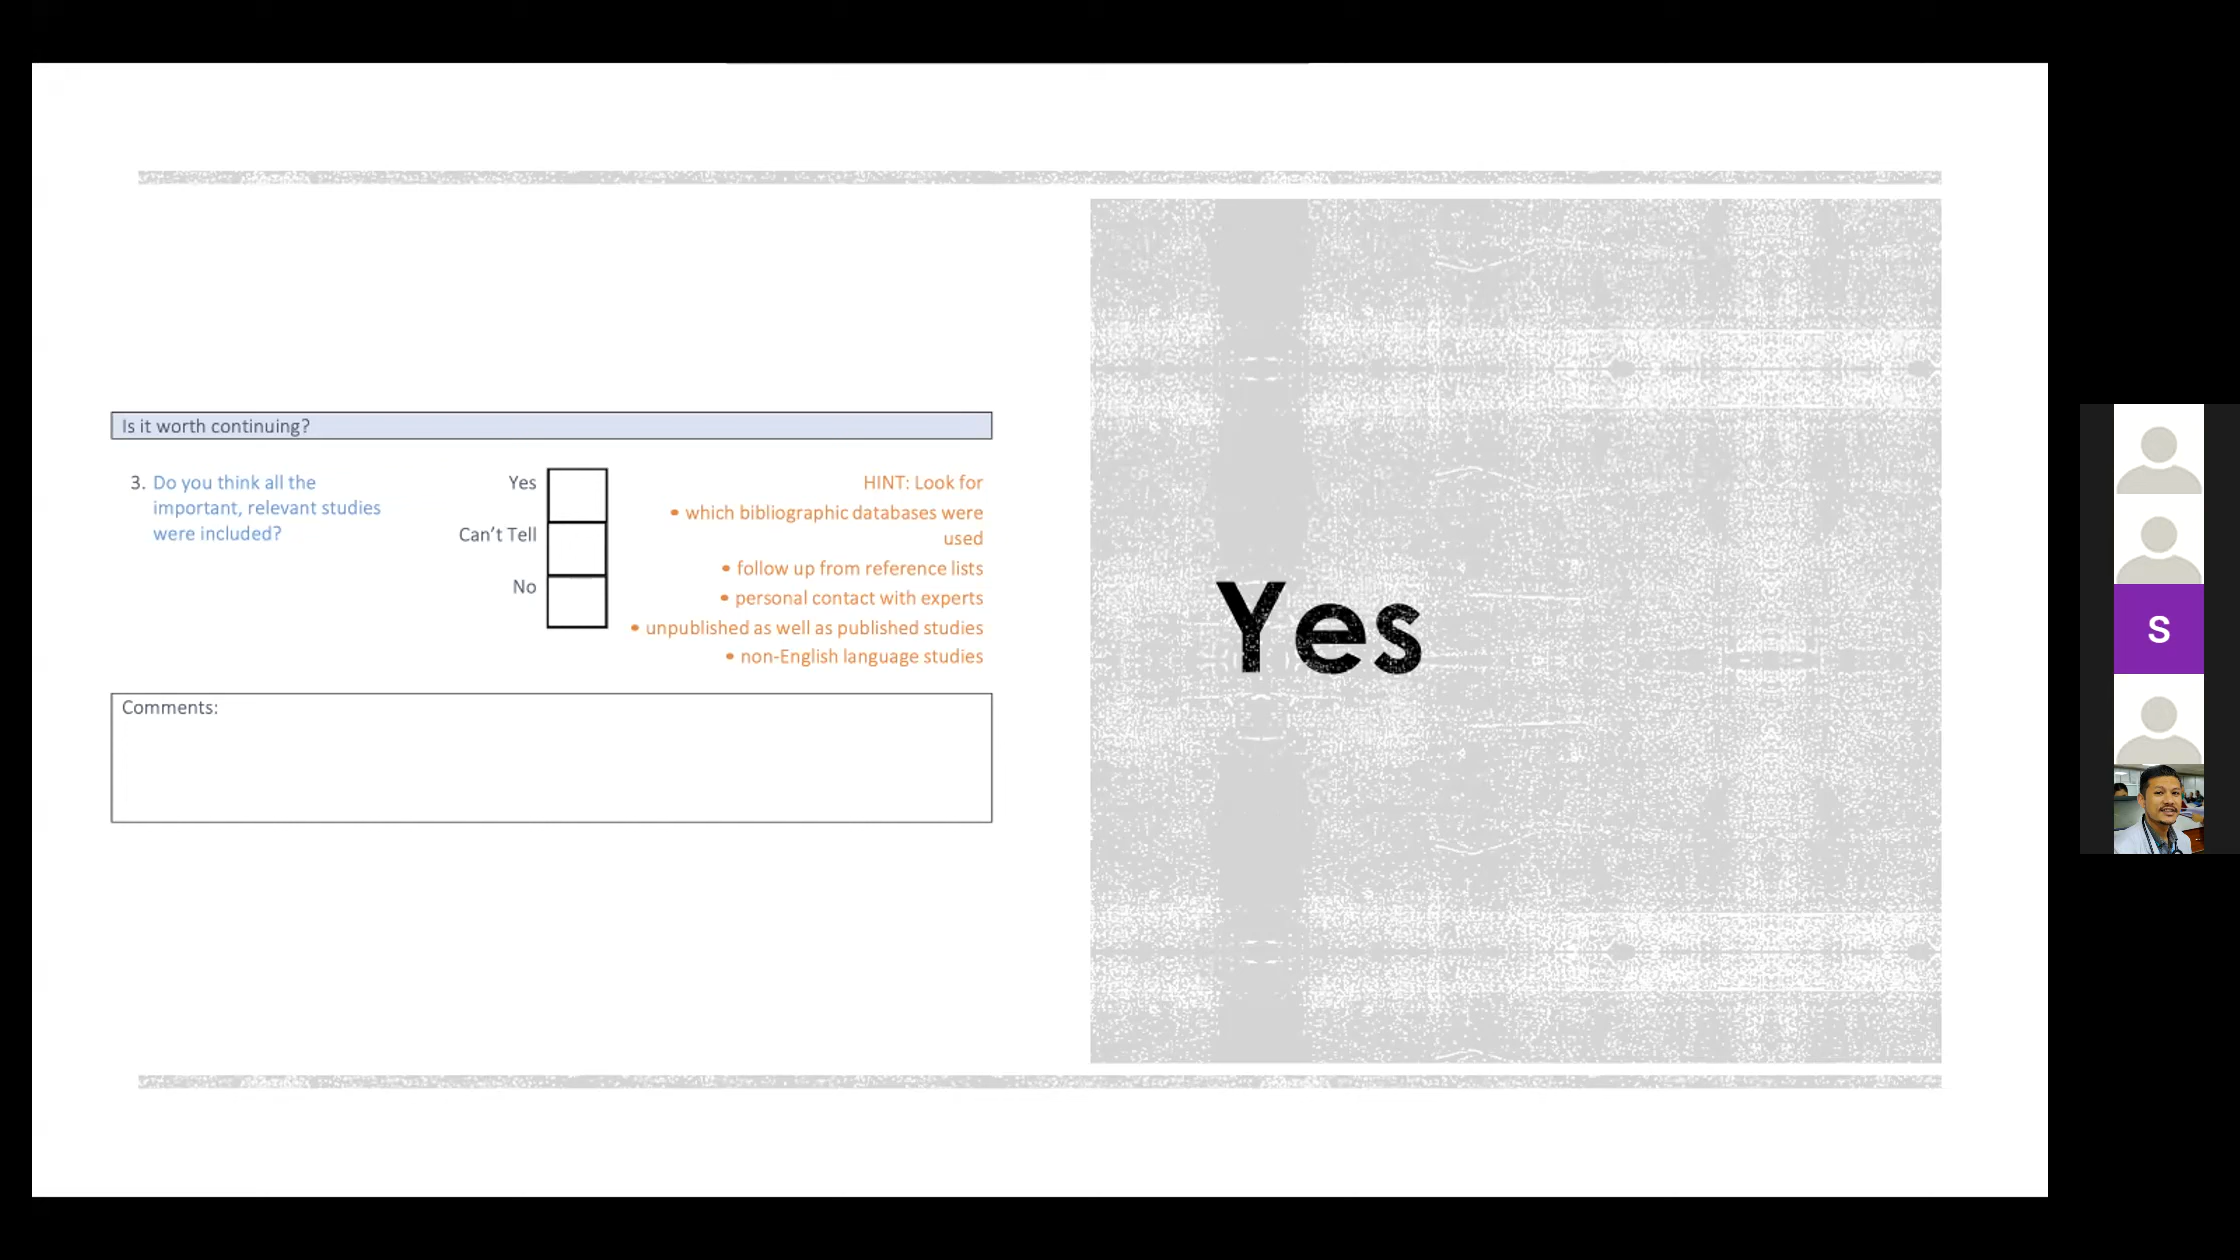 Is it worth continuing?
3. Do you think all the
important, relevant studies
were included?
Yes
Can't Tell
No
HINT: Look for
• which bibliographic databases were
used
• follow up from reference lists
• personal contact with experts
• unpublished as well as published studies
• non-English language studies
Comments:
Yes
S